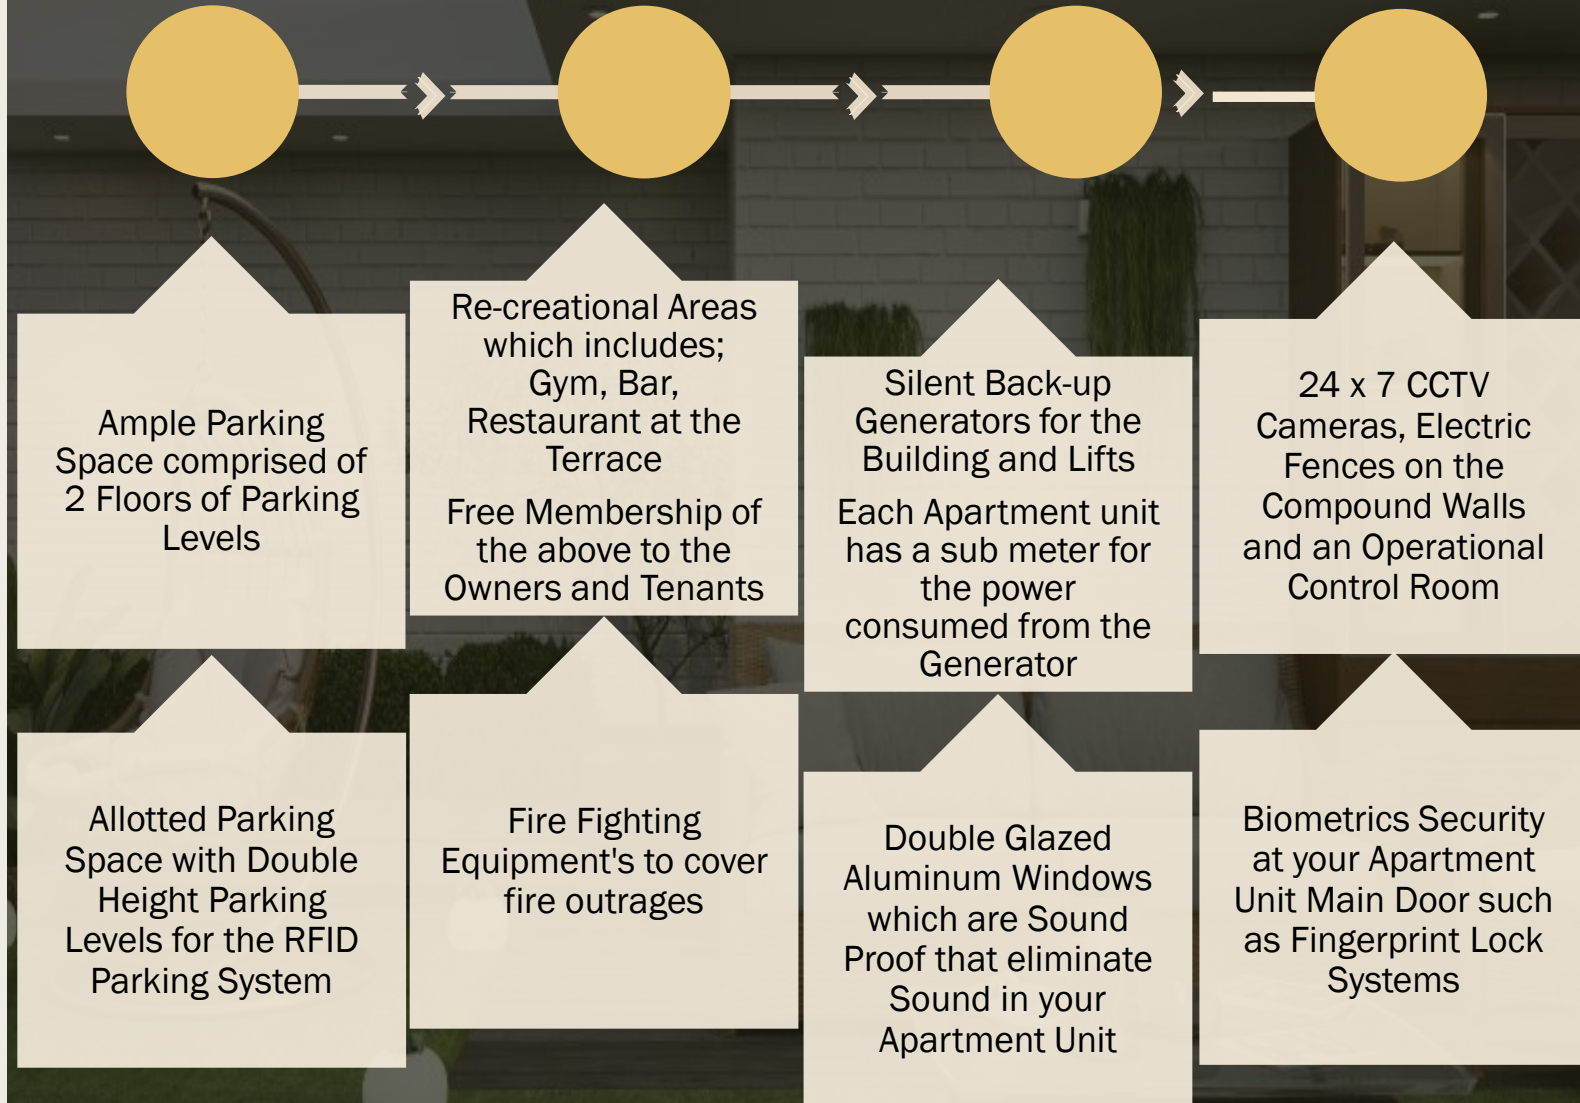 Ample Parking
Space comprised of
2 Floors of Parking
Levels
Re-creational Areas
which includes;
Gym, Bar,
Restaurant at the
Terrace
Free Membership of
the above to the
Owners and Tenants
Silent Back-up
Generators for the
Building and Lifts
Each Apartment unit
has a sub meter for
the power
consumed from the
Generator
24 x 7 CCTV
Cameras, Electric
Fences on the
Compound Walls
and an Operational
Control Room
Allotted Parking
Space with Double
Height Parking
Levels for the RFID
Parking System
Fire Fighting
Equipment's to cover
fire outrages
Double Glazed
Aluminum Windows
which are Sound
Proof that eliminate
Sound in your
Apartment Unit
Biometrics Security
at your Apartment
Unit Main Door such
as Fingerprint Lock
Systems